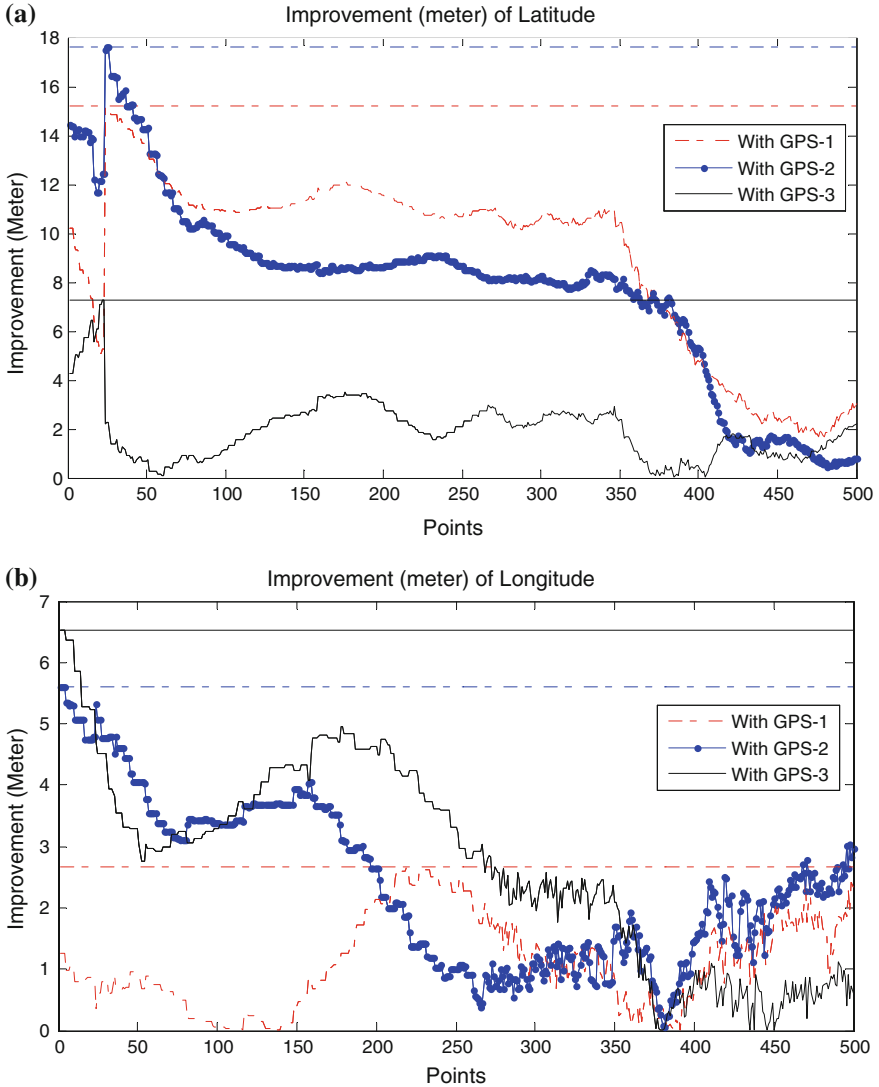 (a)
Improvement (meter) of Latitude
18
16
14
12
10
8
6
4
2
0
Improvement (Meter)
With GPS-1
With GPS-2
With GPS-3
0 50 100 150 200 250 300 350 400 450 500
Points
(b)
Improvement (meter) of Longitude
7
6
5
4
3
2
1
0
Improvement (Meter)
With GPS-1
With GPS-2
With GPS-3
0 50 100 150 200 250 300 350 400 450 500
Points